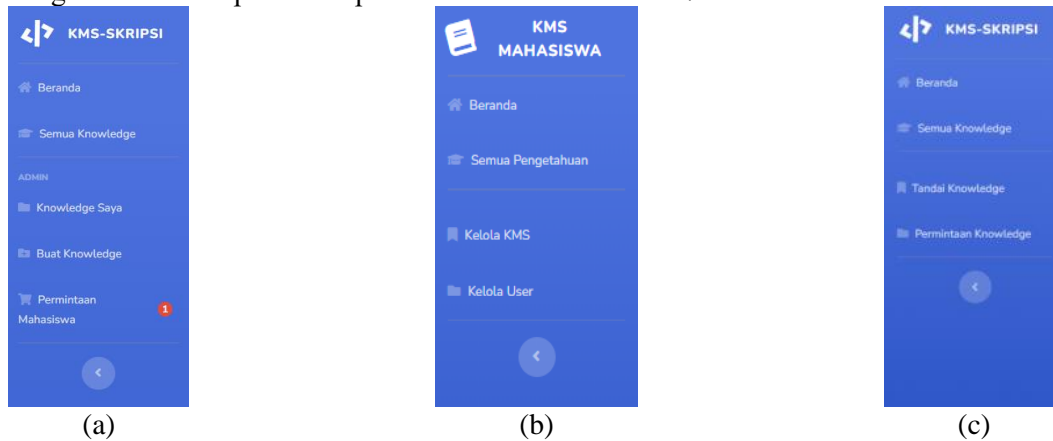 KMS-SKRIPSI
Beranda
Semua Knowledge
ADMIN
Knowledge Saya
Buat Knowledge
Permintaan
Mahasiswa
1
(a)
KMS
MAHASISWA
Beranda
Semua Pengetahuan
Kelola KMS
Kelola User
(b)
KMS-SKRIPSI
Beranda
Semua Knowledge
Tandai Knowledge
Permintaan Knowledge
(c)